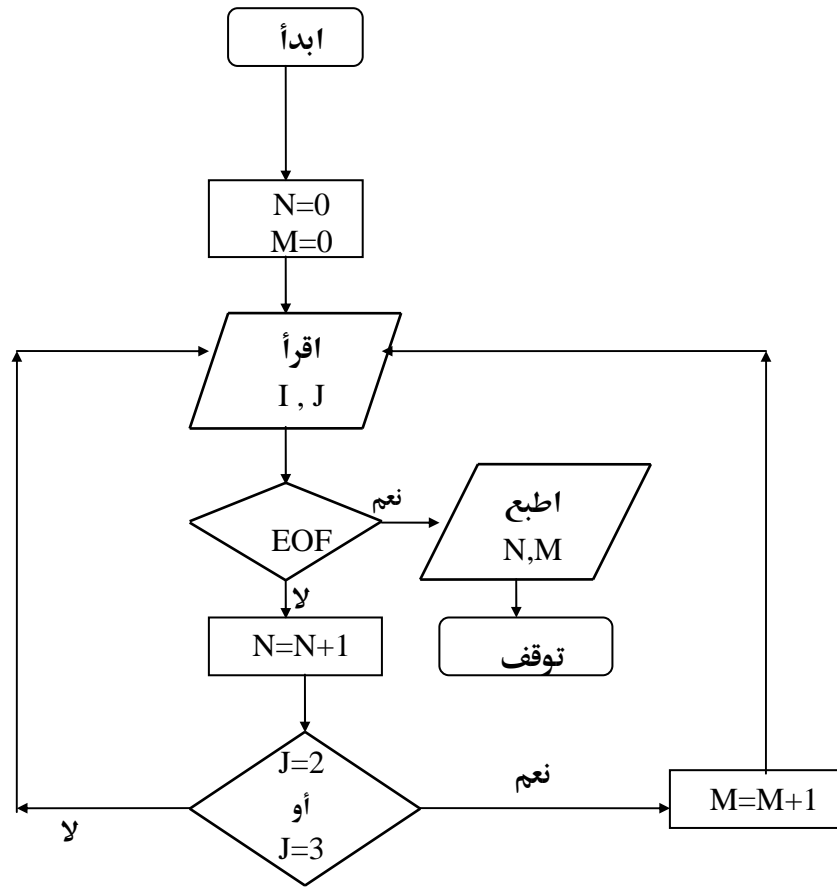 ابدأ
N=0
M=0
اقرأ
I , J
EOF
نعم
اطبع
N,M
لا
N=N+1
توقف
J=2
أو
J=3
نعم
M=M+1
لا